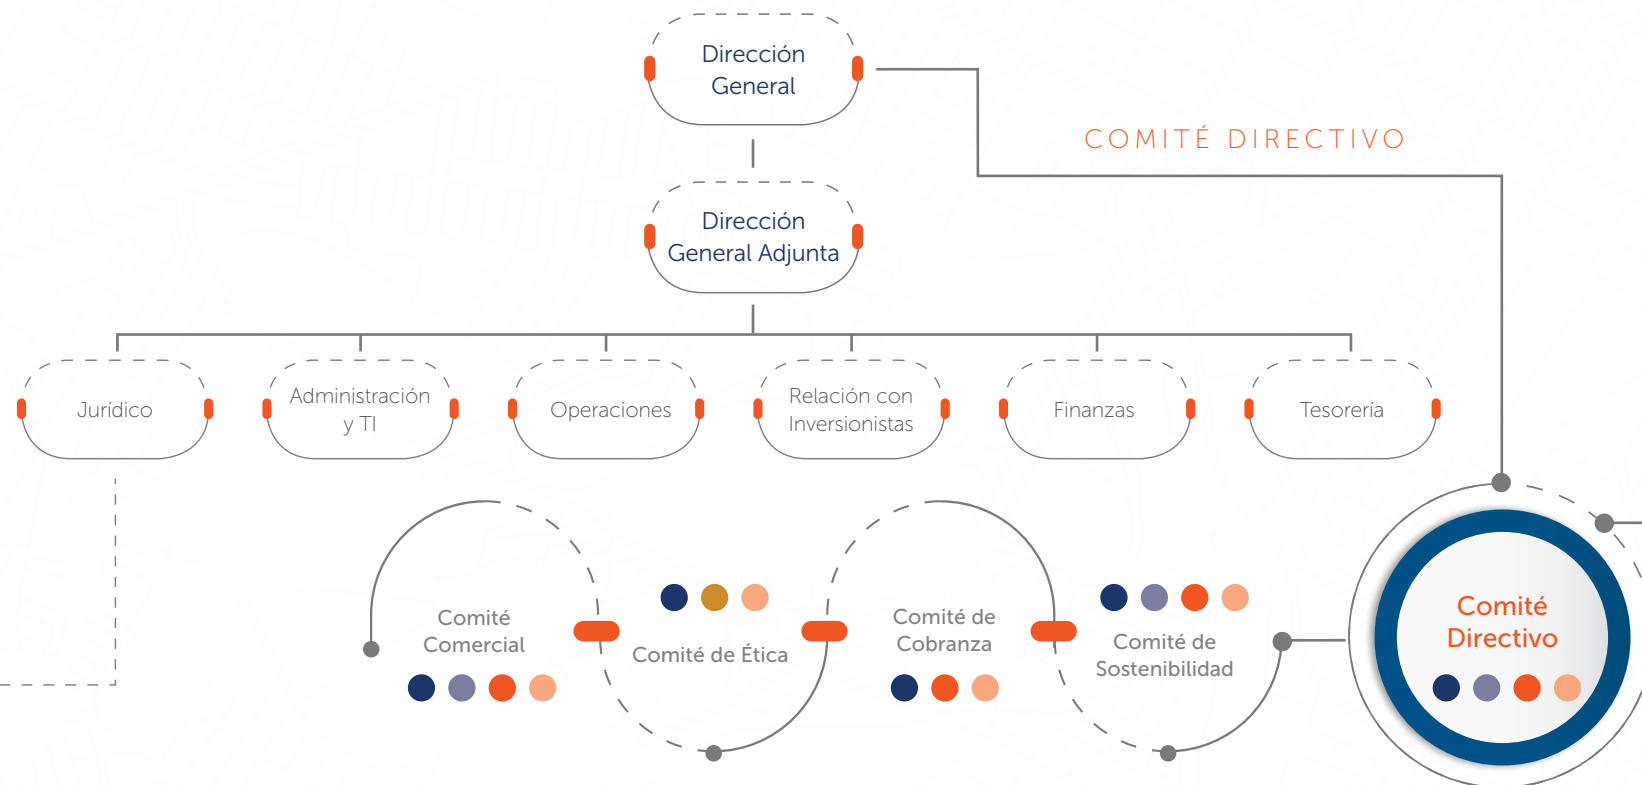 Dirección
General
COMITÉ DIRECTIVO
Dirección
General Adjunta
Jurídico
Administración
y TI
Operaciones
Relación con
Inversionistas
Finanzas
Tesorería
Comité
Comercial
Comité de Ética
Comité de
Cobranza
Comité de
Sostenibilidad
Comité
Directivo